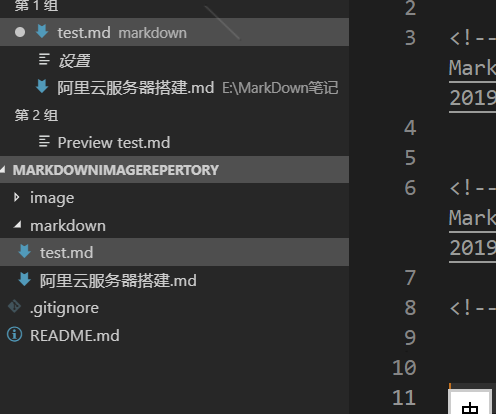 第 1 组
test.md markdown
设置
阿里云服务器搭建.md E:\MarkDown笔记
第 2 组
Preview test.md
MARKDOWNIMAGEREPERTORY
image
markdown
test.md
阿里云服务器搭建.md
.gitignore
README.md
2
3 <!--
Mark
2019
4
5
6 <!--
Mark
2019
7
8 <!--
9
10
11
中